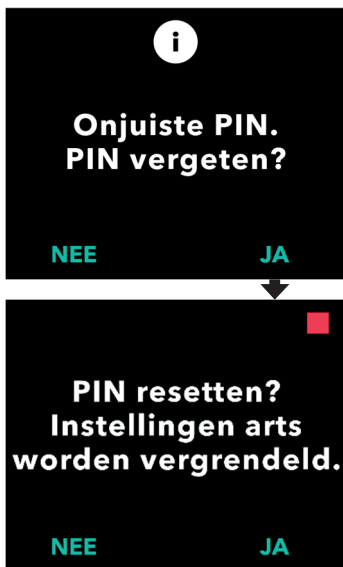 i
Onjuiste PIN.
PIN vergeten?
NEE JA
PIN resetten?
Instellingen arts
worden vergrendeld.
NEE JA